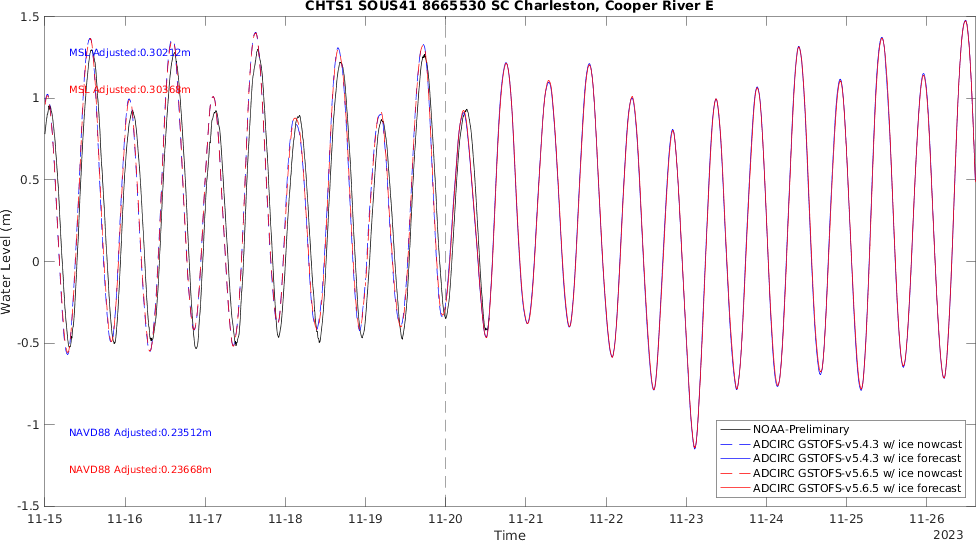 CHTS1 SOUS41 8665530 SC Charleston, Cooper River E
1.5
1
0.5
0
-0.5
-1
-1.5
Water Level (m)
MSL Adjusted:0.30212m
MSL Adjusted:0.30368m
NAVD88 Adjusted:0.23512m
NAVD88 Adjusted:0.23668m
NOAA-Preliminary
ADCIRC GSTOFS-v5.4.3 w/ ice nowcast
ADCIRC GSTOFS-v5.4.3 w/ ice forecast
ADCIRC GSTOFS-v5.6.5 w/ ice nowcast
ADCIRC GSTOFS-v5.6.5 w/ ice forecast
11-15 11-16 11-17 11-18 11-19 11-20 11-21 11-22 11-23 11-24 11-25 11-26
2023
Time